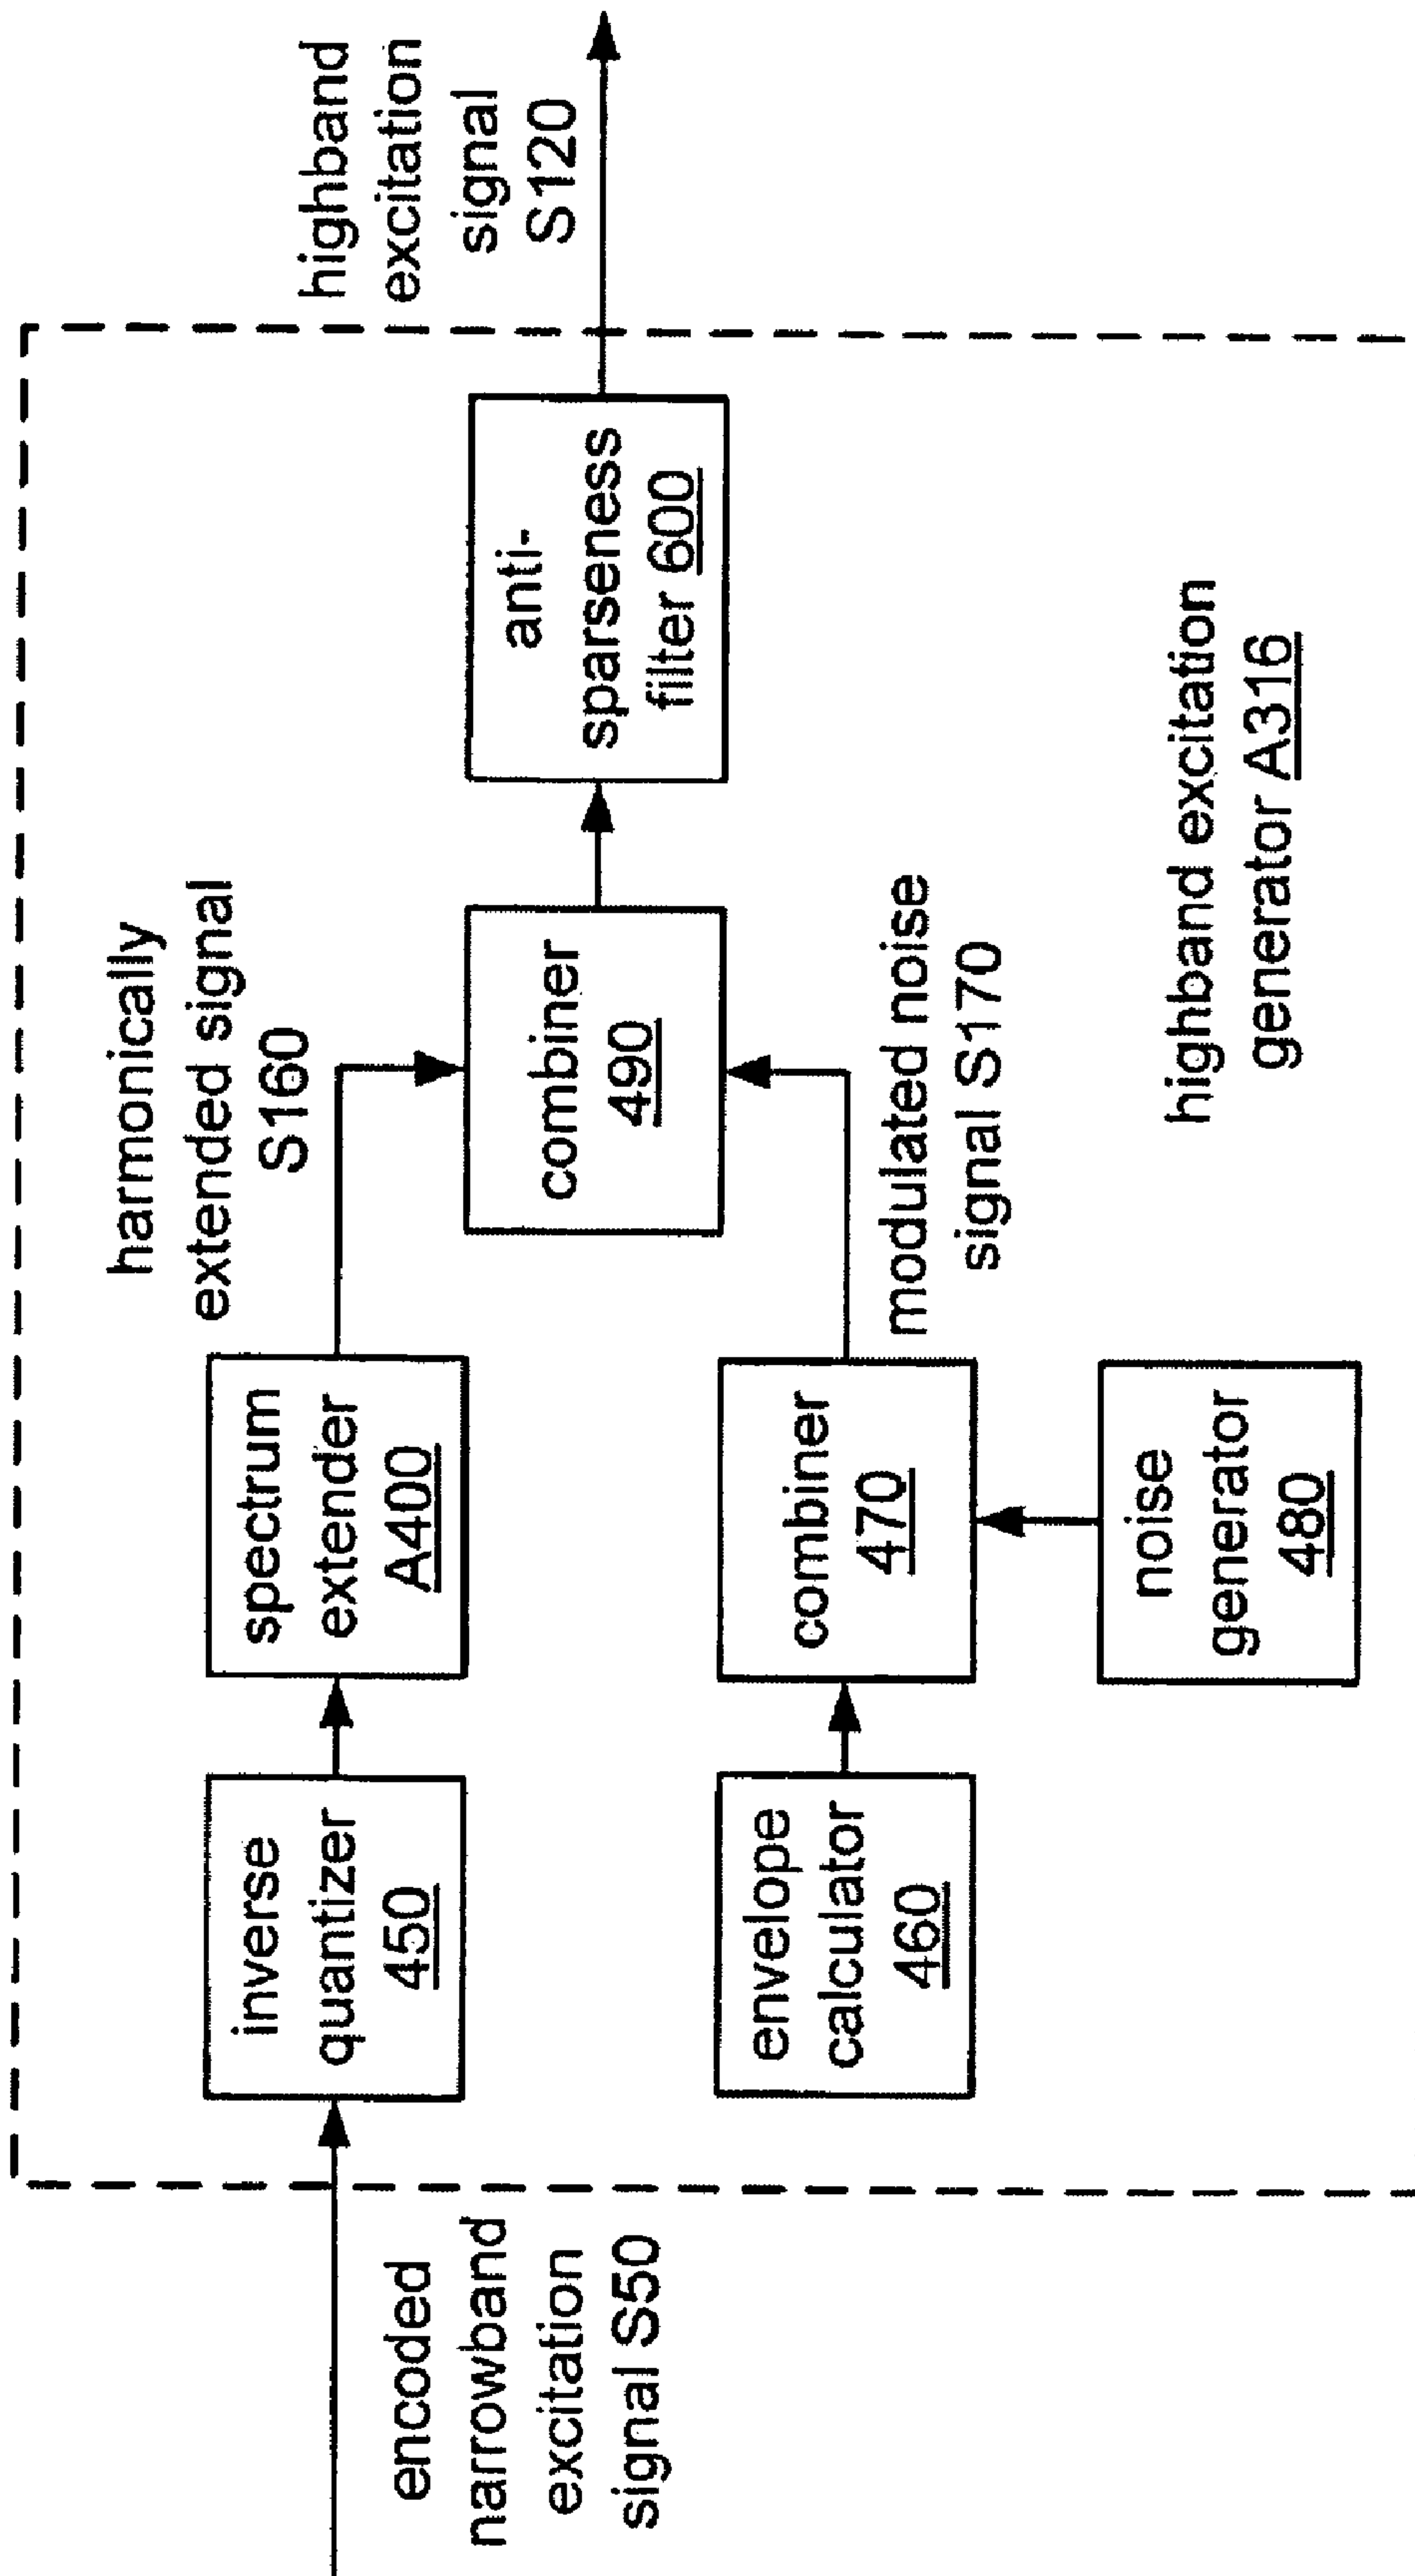 encoded
narrowband
excitation
signal S50
inverse
quantizer
450
spectrum
extender
A400
harmonically
extended signal
S160
envelope
calculator
460
combiner
470
noise
generator
480
modulated noise
signal S170
combiner
490
anti-
sparseness
filter 600
highband
excitation
signal
S120
highband excitation
generator A316